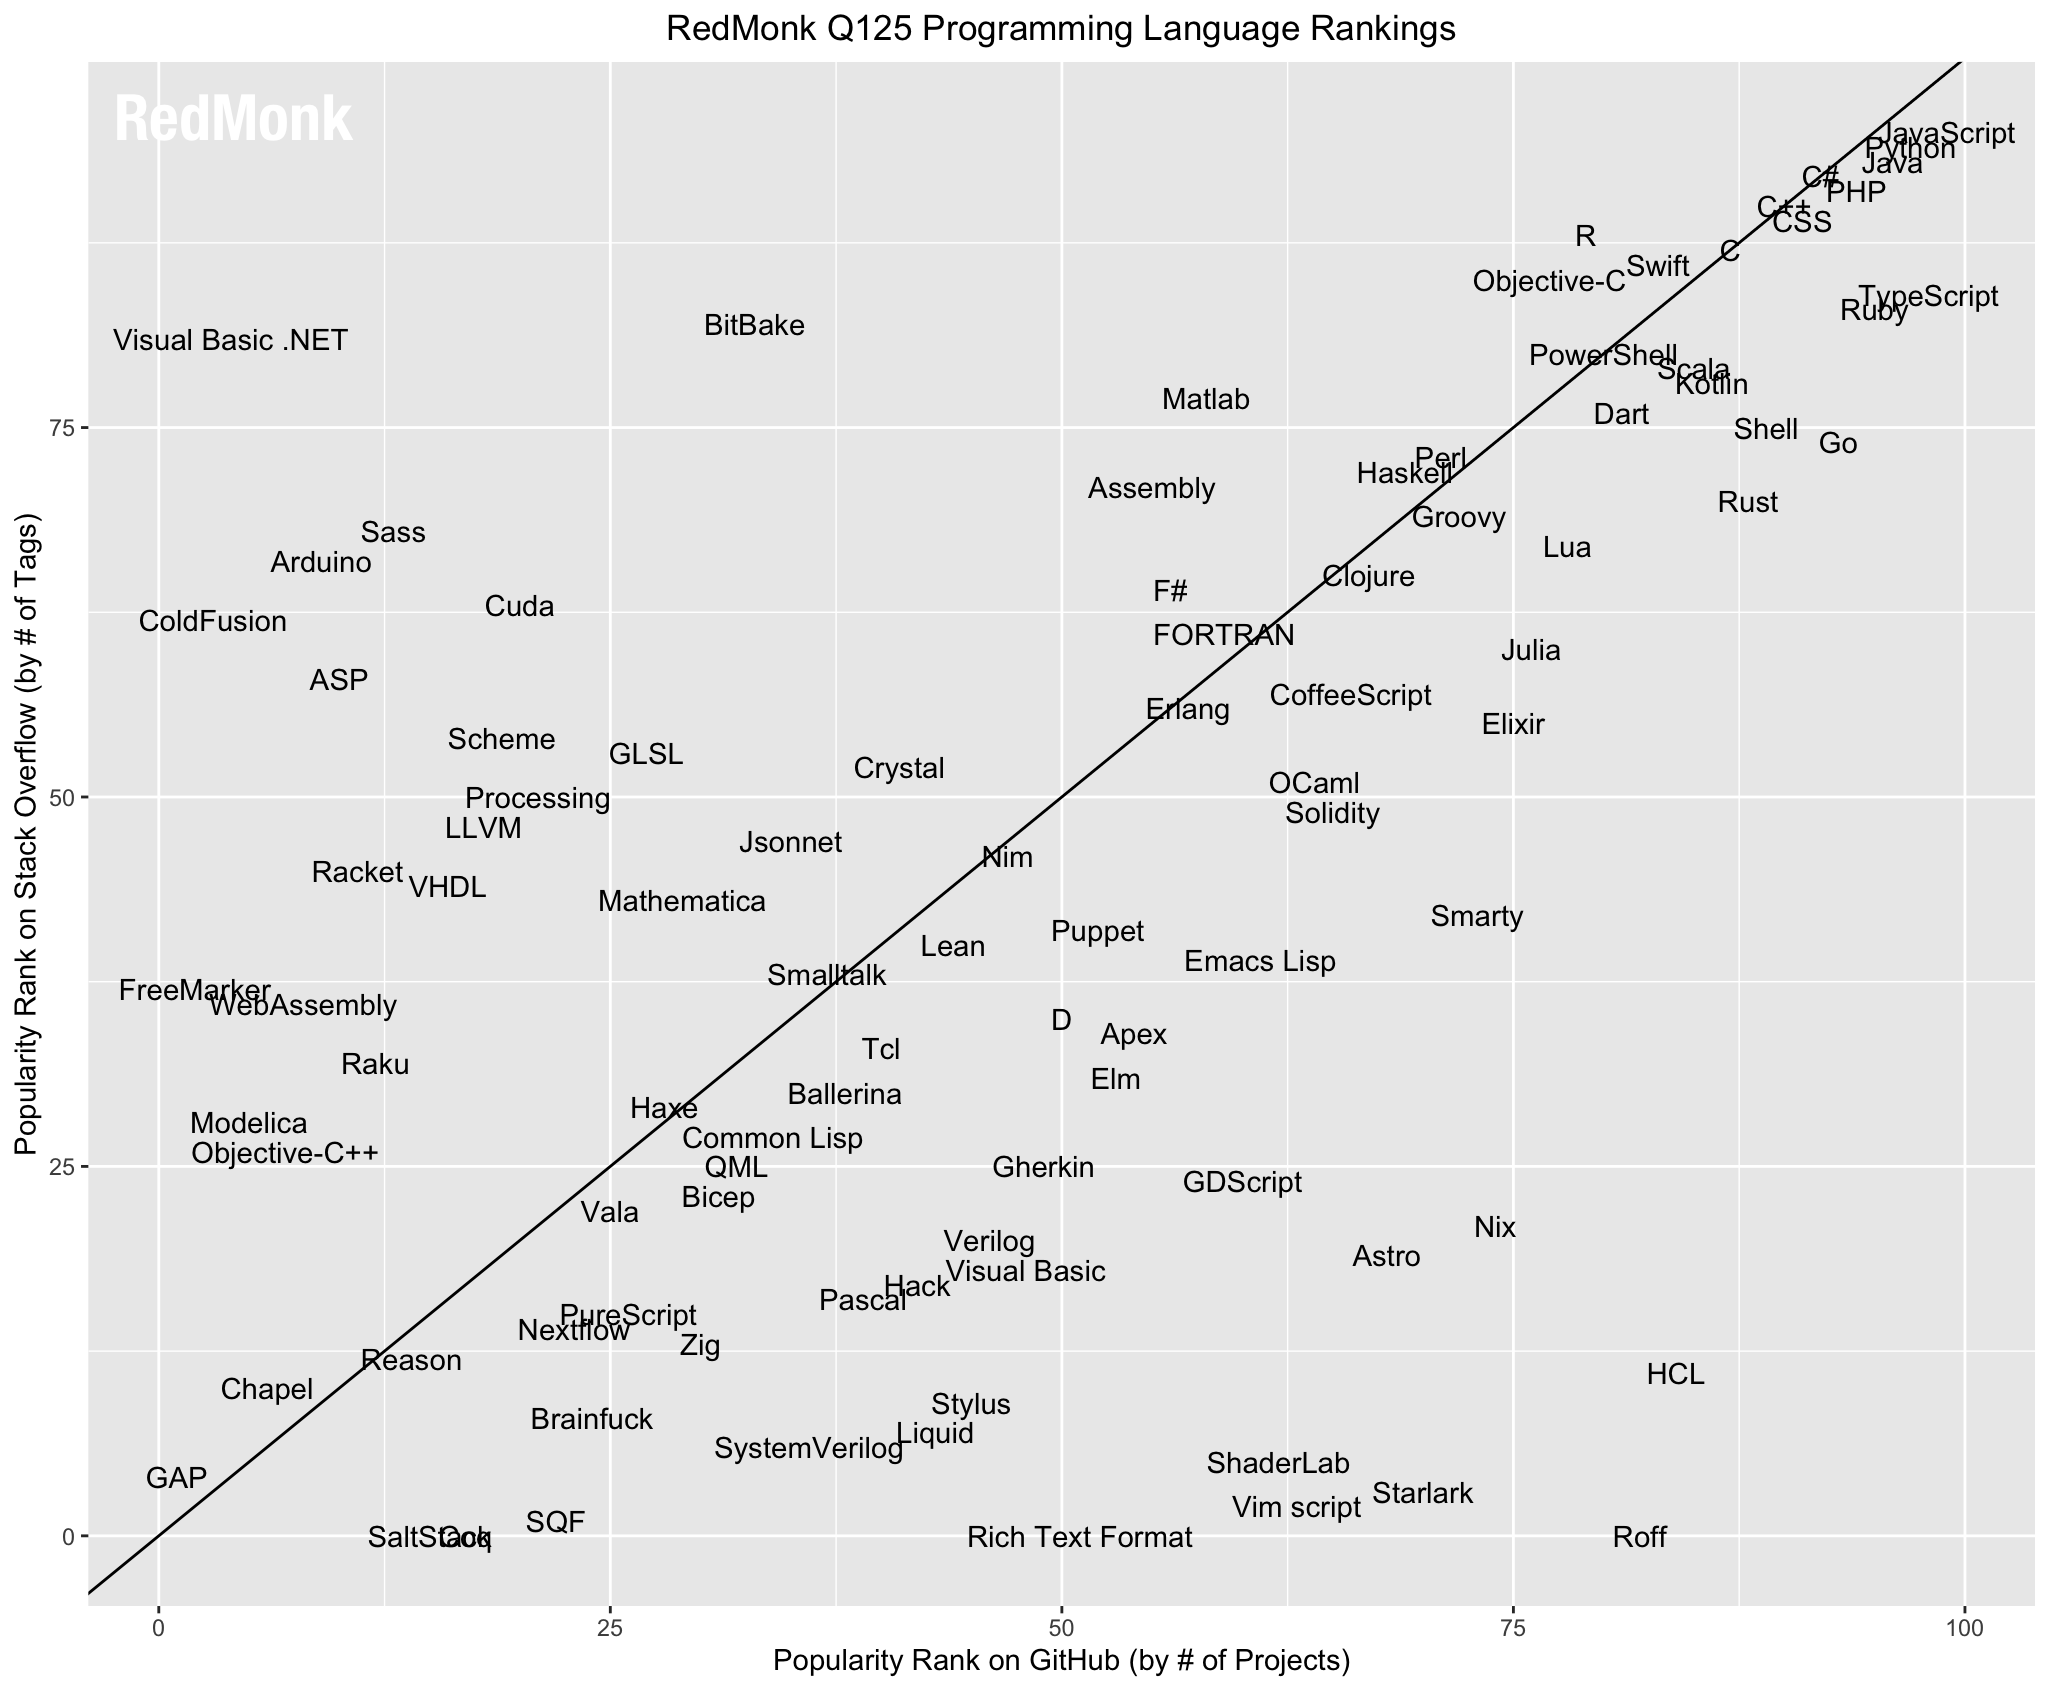 RedMonk Q125 Programming Language Rankings
RedMonk
JavaScript
Python
Java
C#
PHP
C++
CSS
R
C
Swift
Objective-C
TypeScript
Ruby
BitBake
Visual Basic .NET
PowerShell
Scala
Kotlin
Matlab
Dart
75
Shell
Go
Perl
Haskell
Assembly
Rust
Groovy
Sass
Lua
Arduino
Clojure
F#
Cuda
ColdFusion
FORTRAN
Julia
ASP
CoffeeScript
Erlang
Elixir
Scheme
GLSL
Crystal
OCaml
50
Processing
Solidity
LLVM
Jsonnet
Nim
Racket
VHDL
Mathematica
Smarty
Puppet
Lean
Emacs Lisp
Smalltalk
FreeMarker
WebAssembly
D
Apex
Tcl
Raku
Elm
Ballerina
Haxe
Modelica
Common Lisp
Objective-C++
25
QML
Gherkin
GDScript
Bicep
Vala
Nix
Verilog
Astro
Visual Basic
Hack
Pascal
PureScript
Nextflow
Zig
Reason
HCL
Chapel
Stylus
Brainfuck
Liquid
SystemVerilog
ShaderLab
GAP
Starlark
Vim script
SQF
0
SaltStack
Coq
Rich Text Format
Roff
0 25 50 75 100
Popularity Rank on GitHub (by # of Projects)
Popularity Rank on Stack Overflow (by # of Tags)